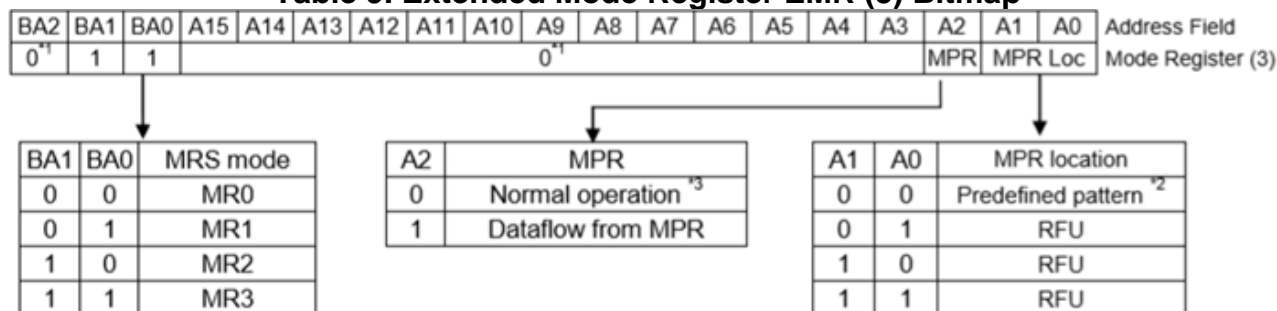 Table 3: Extended Mode Register EMR (3) Bitmap
BA2 BA1 BA0 A15 A14 A13 A12 A11 A10 A9 A8 A7 A6 A5 A4 A3 A2 A1 A0 Address Field
0*1 1 1 0*1 MPR MPR Loc Mode Register (3)
BA1 BA0 MRS mode A2 MPR A1 A0 MPR location
0 0 MR0 0 Normal operation *3 0 0 Predefined pattern *2
0 1 MR1 1 Dataflow from MPR 0 1 RFU
1 0 MR2 1 0 RFU
1 1 MR3 1 1 RFU